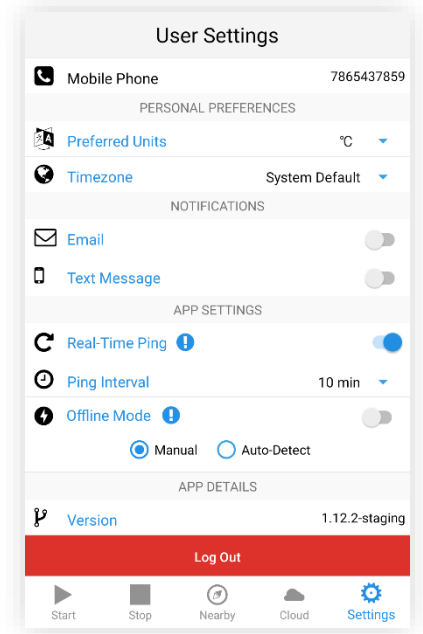 User Settings
Mobile Phone 7865437859
PERSONAL PREFERENCES
Preferred Units °C
Timezone System Default
NOTIFICATIONS
Email
Text Message
APP SETTINGS
Real-Time Ping
Ping Interval 10 min
Offline Mode
Manual Auto-Detect
APP DETAILS
Version 1.12.2-staging
Log Out
Start Stop Nearby Cloud Settings